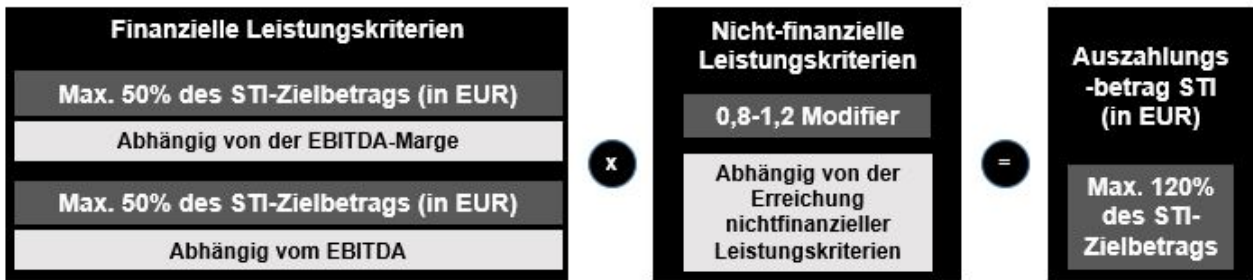 Finanzielle Leistungskriterien
Max. 50% des STI-Zielbetrags (in EUR)
Abhängig von der EBITDA-Marge
Max. 50% des STI-Zielbetrags (in EUR)
Abhängig vom EBITDA
x
Nicht-finanzielle
Leistungskriterien
0,8-1,2 Modifier
Abhängig von der
Erreichung
nichtfinanzieller
Leistungskriterien
=
Auszahlungs
-betrag STI
(in EUR)
Max. 120%
des STI-
Zielbetrags